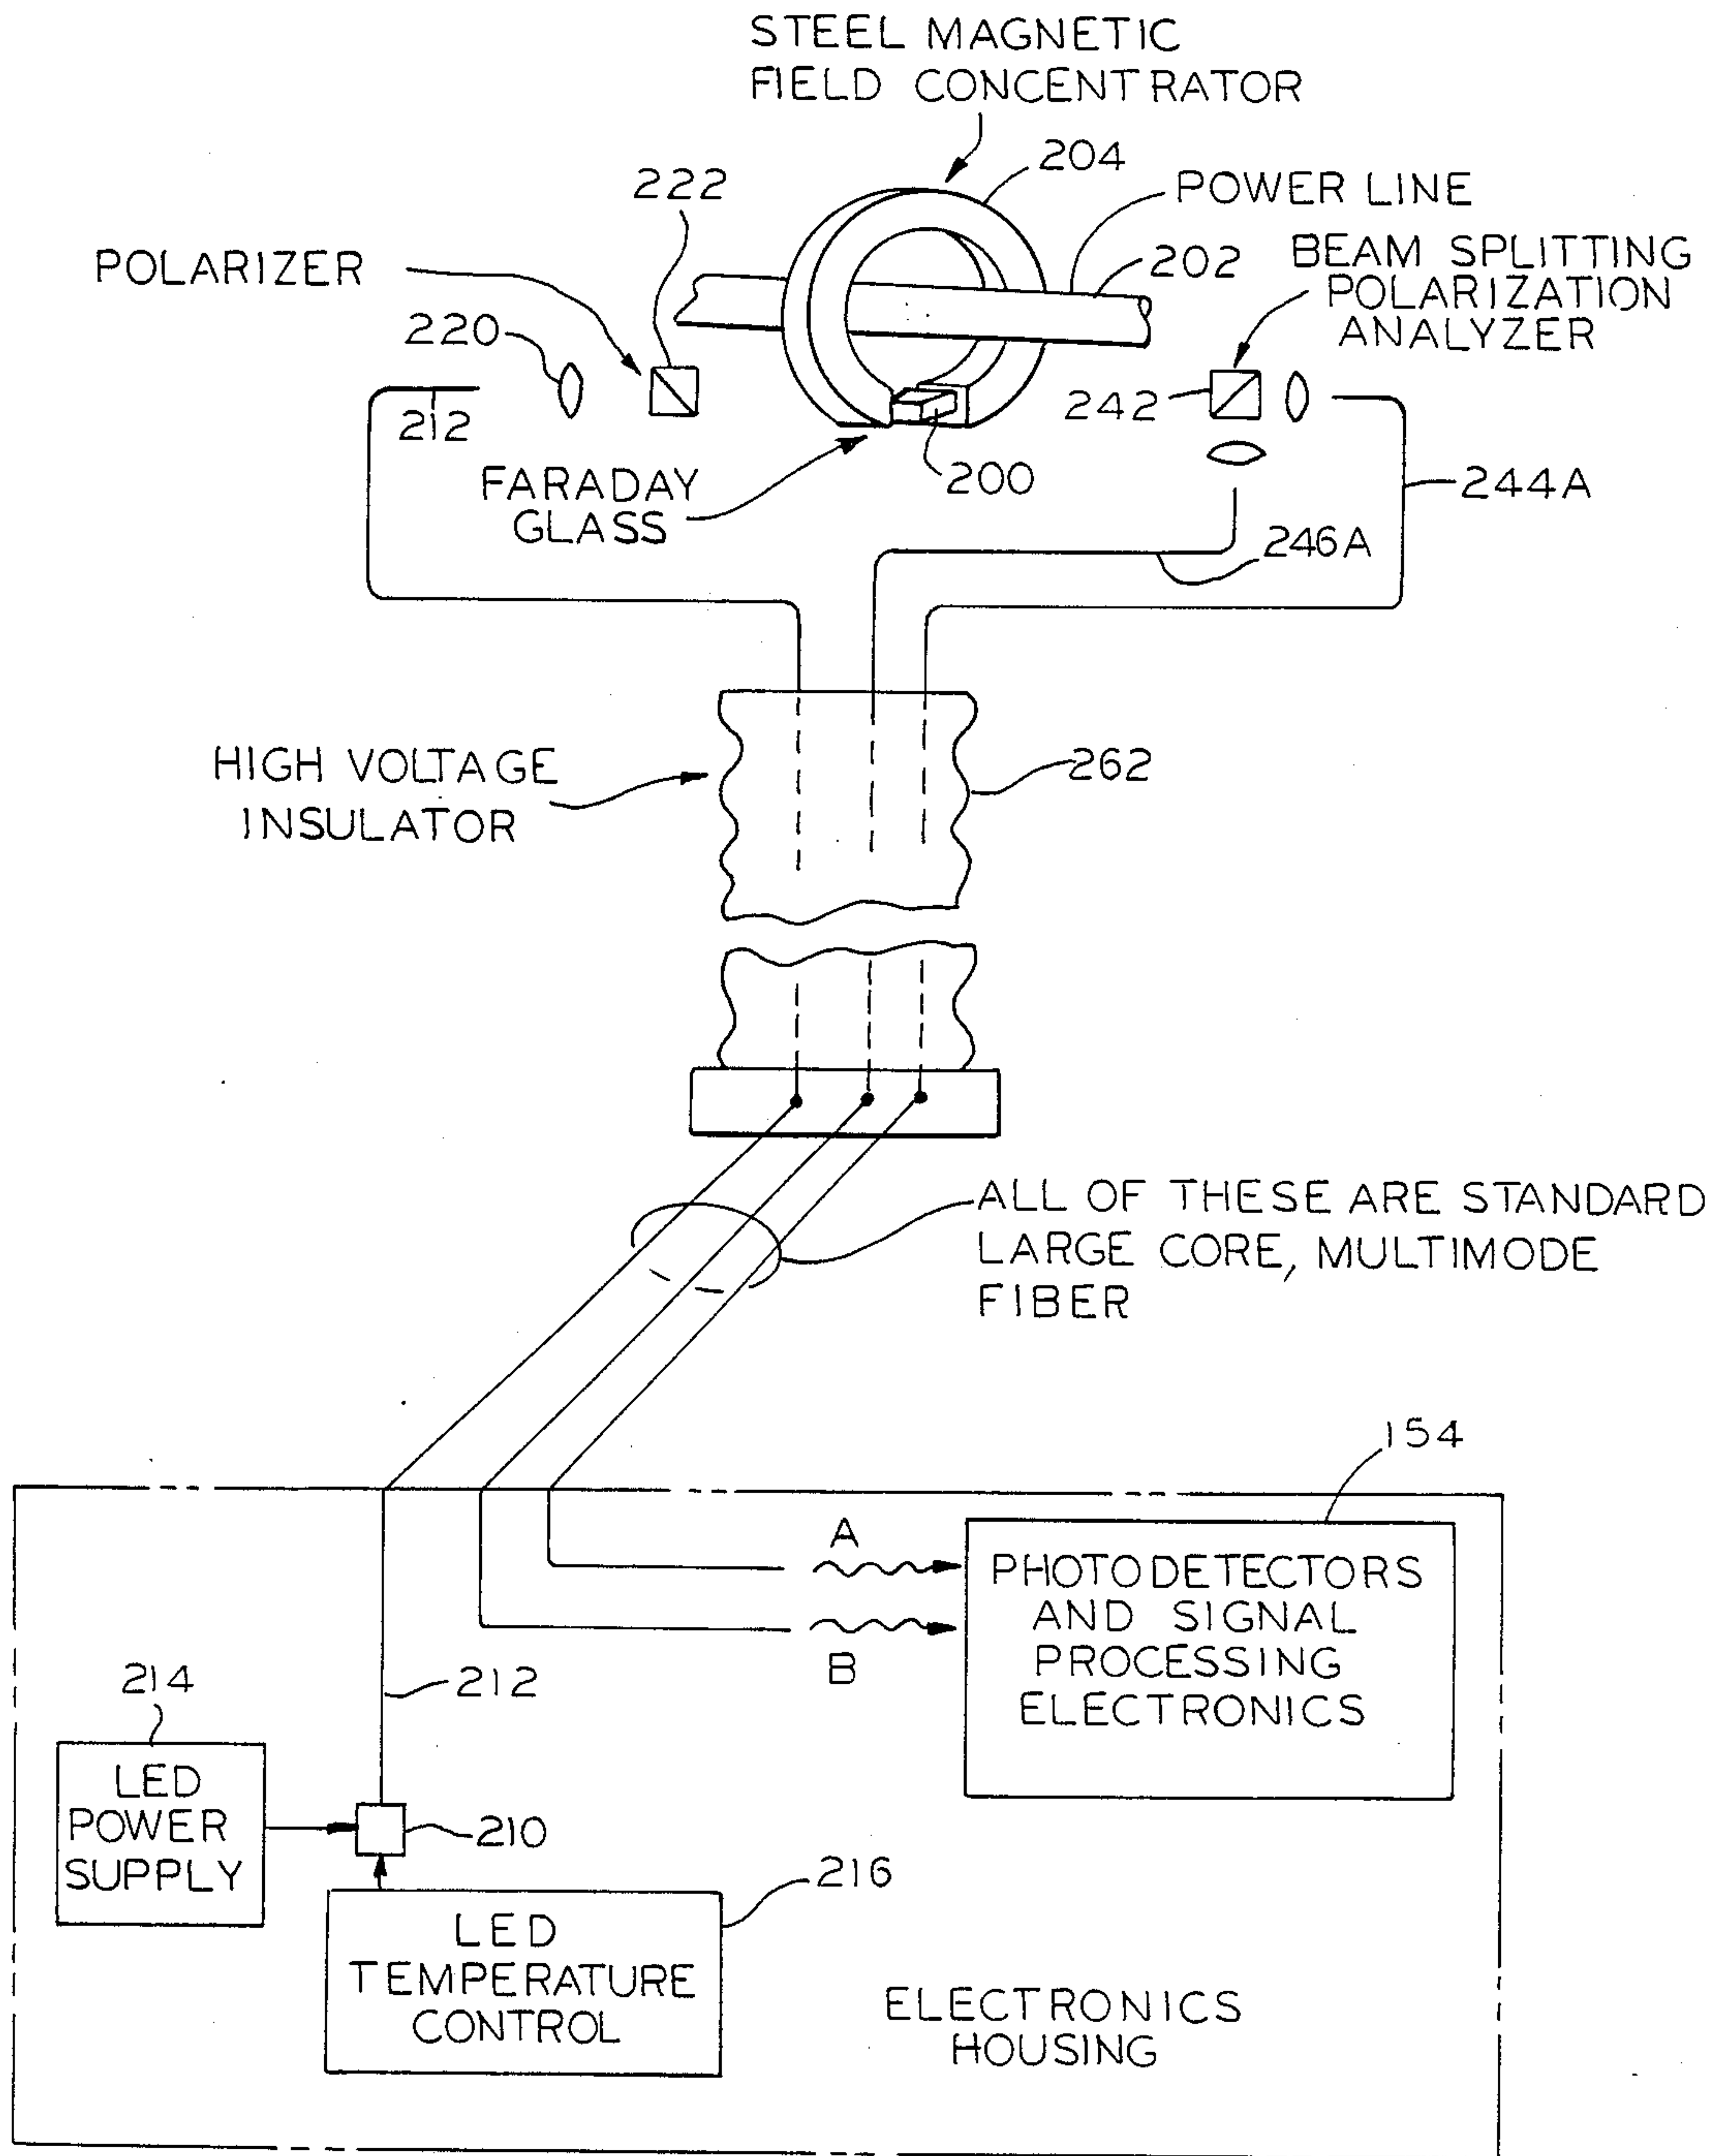 STEEL MAGNETIC
FIELD CONCENTRATOR
204
222
POWER LINE
POLARIZER
202
BEAM SPLITTING
POLARIZATION
ANALYZER
220
212
242
FARADAY
GLASS
200
244A
246A
HIGH VOLTAGE
INSULATOR
262
ALL OF THESE ARE STANDARD
LARGE CORE, MULTIMODE
FIBER
154
A
B
PHOTODETECTORS
AND SIGNAL
PROCESSING
ELECTRONICS
212
214
LED
POWER
SUPPLY
210
216
LED
TEMPERATURE
CONTROL
ELECTRONICS
HOUSING